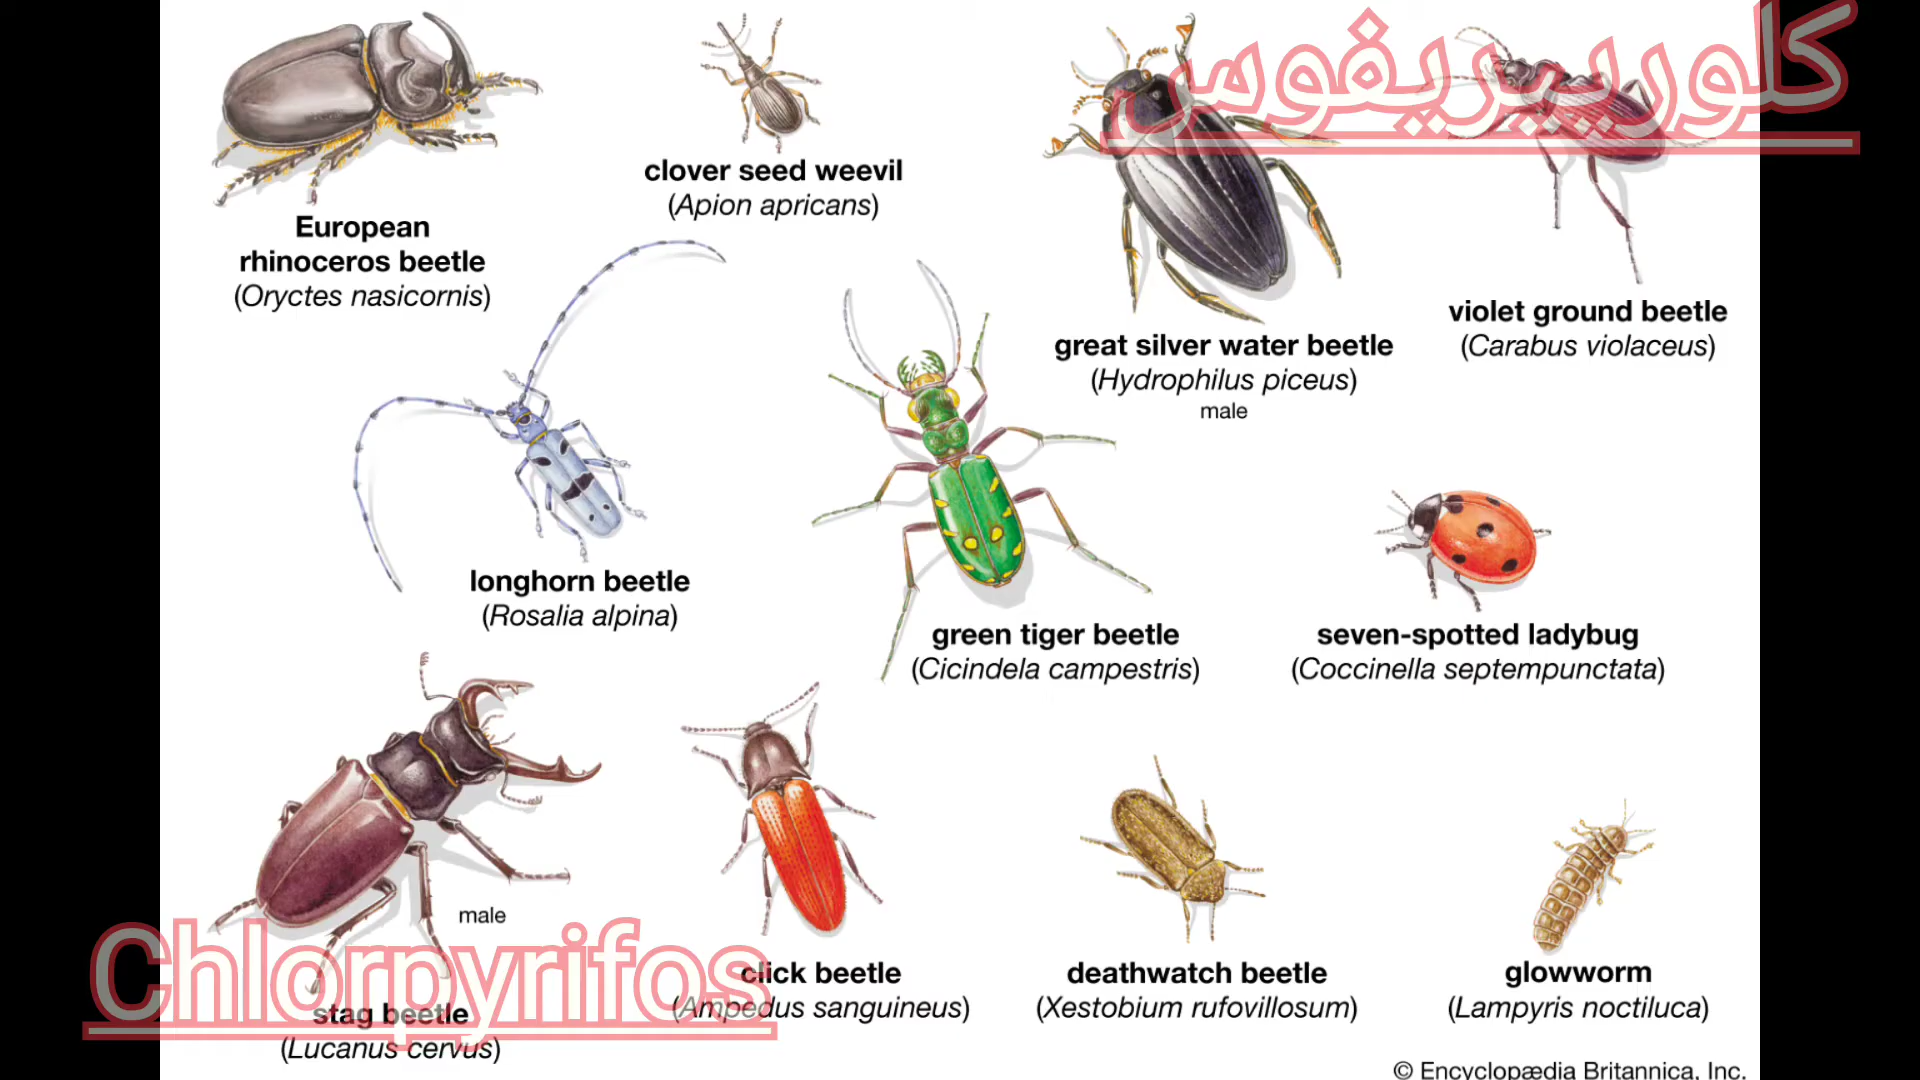 کلورپیریفوس
clover seed weevil
(Apion apricans)
European
rhinoceros beetle
(Oryctes nasicornis)
violet ground beetle
(Carabus violaceus)
great silver water beetle
(Hydrophilus piceus)
male
longhorn beetle
(Rosalia alpina)
green tiger beetle
(Cicindela campestris)
seven-spotted ladybug
(Coccinella septempunctata)
male
Chlorpyrifos
stag beetle
(Lucanus cervus)
click beetle
(Ampedus sanguineus)
deathwatch beetle
(Xestobium rufovillosum)
glowworm
(Lampyris noctiluca)
© Encyclopædia Britannica, Inc.